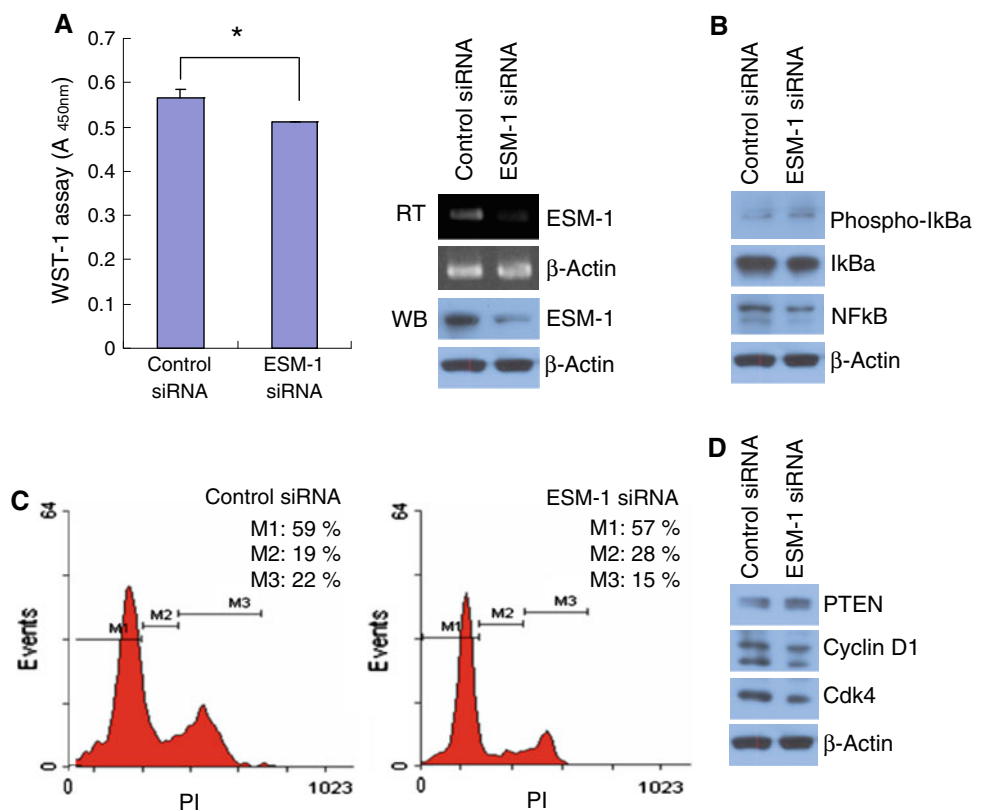 A
0.7
0.6
0.5
0.4
0.3
0.2
0.1
0
WST-1 assay (A 450nm)
*
Control siRNA
ESM-1 siRNA
Control siRNA
ESM-1 siRNA
RT
ESM-1
β-Actin
WB
ESM-1
β-Actin
B
Control siRNA
ESM-1 siRNA
Phospho-IkBa
IkBa
NFkB
β-Actin
C
Control siRNA
M1: 59 %
M2: 19 %
M3: 22 %
64
Events
0
M1
M2
M3
0
1023
PI
ESM-1 siRNA
M1: 57 %
M2: 28 %
M3: 15 %
64
Events
0
M1
M2
M3
0
1023
PI
D
Control siRNA
ESM-1 siRNA
PTEN
Cyclin D1
Cdk4
β-Actin